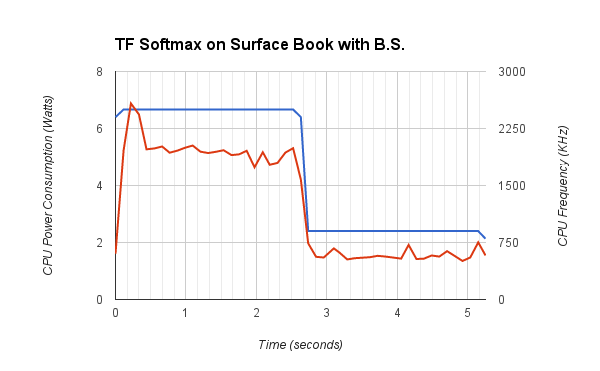 TF Softmax on Surface Book with B.S.
8 3000
6 2250
4 1500
2 750
0 0
0 1 2 3 4 5
CPU Power Consumption (Watts)
CPU Frequency (KHz)
Time (seconds)